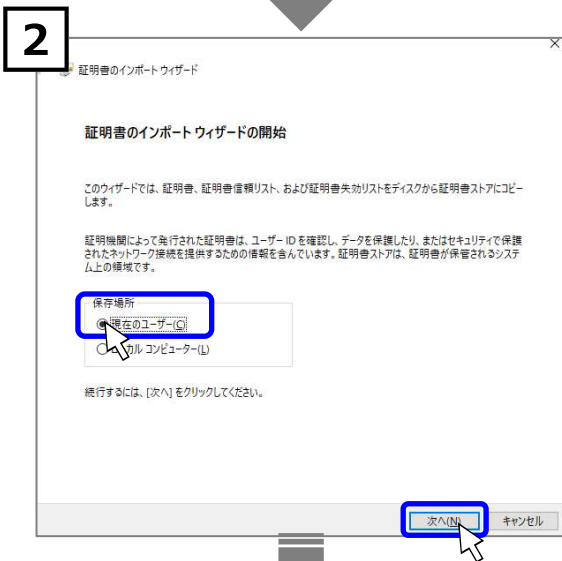 2
証明書のインポート ウィザード
証明書のインポート ウィザードの開始
このウィザードでは、証明書、証明書信頼リスト、および証明書失効リストをディスクから証明書ストアにコピー
します。
証明機関によって発行された証明書は、ユーザー ID を確認し、データを保護したり、またはセキュリティで保護
されたネットワーク接続を提供するための情報を含んでいます。証明書ストアは、証明書が保管されるシステ
ム上の領域です。
保存場所
現在のユーザー(C)
カル コンピューター(L)
続行するには、[次へ] をクリックしてください。
次へ(N) キャンセル